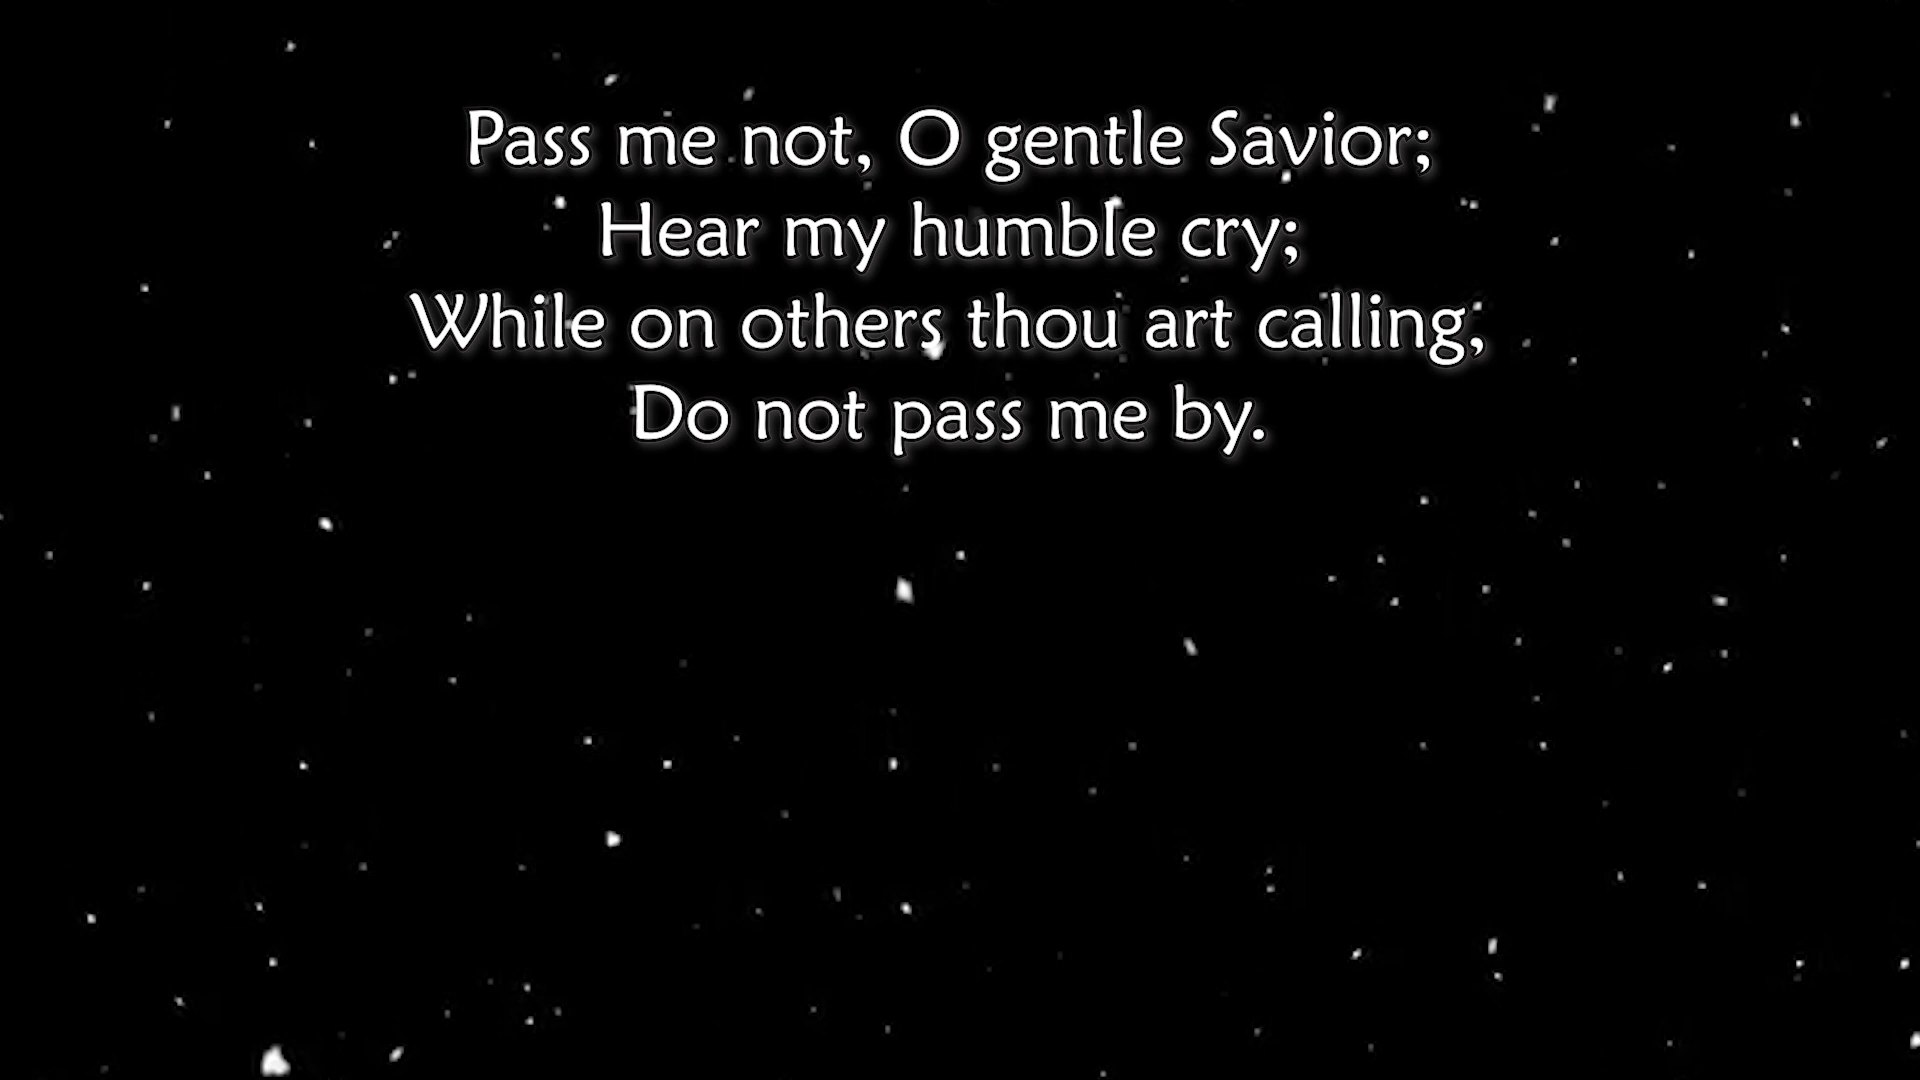 Pass me not, O gentle Savior;
Hear my humble cry;
While on others thou art calling,
Do not pass me by.